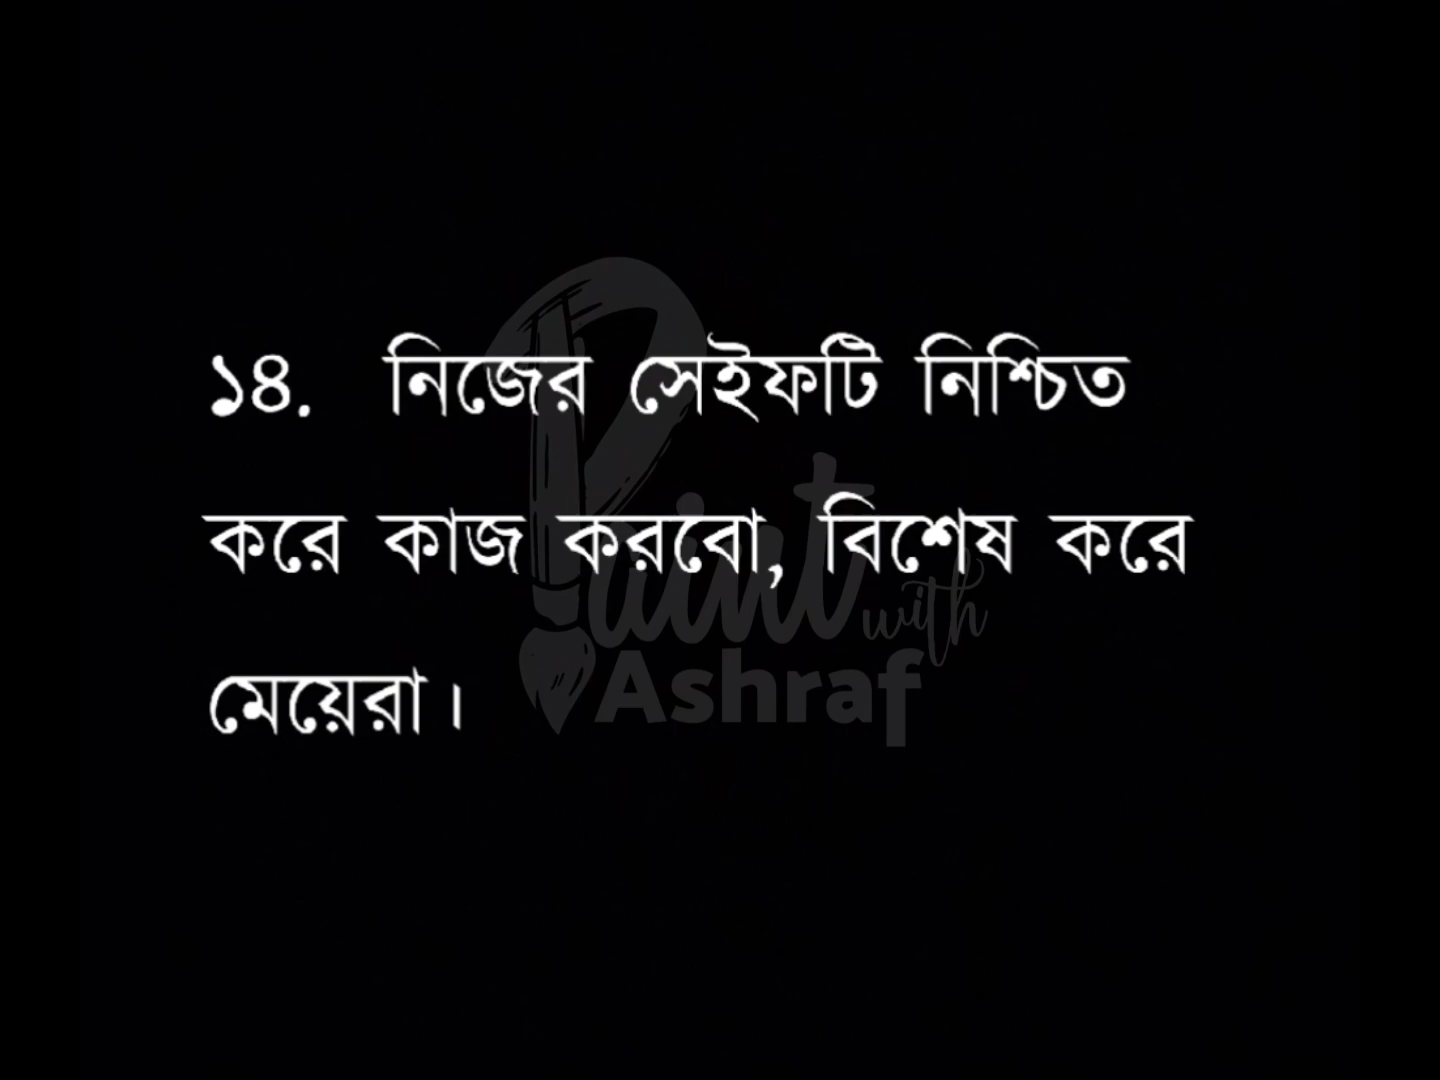 ১৪. নিজের সেইফটি নিশ্চিত
করে কাজ করবো, বিশেষ করে
মেয়েরা।
Paint with
Ashraf